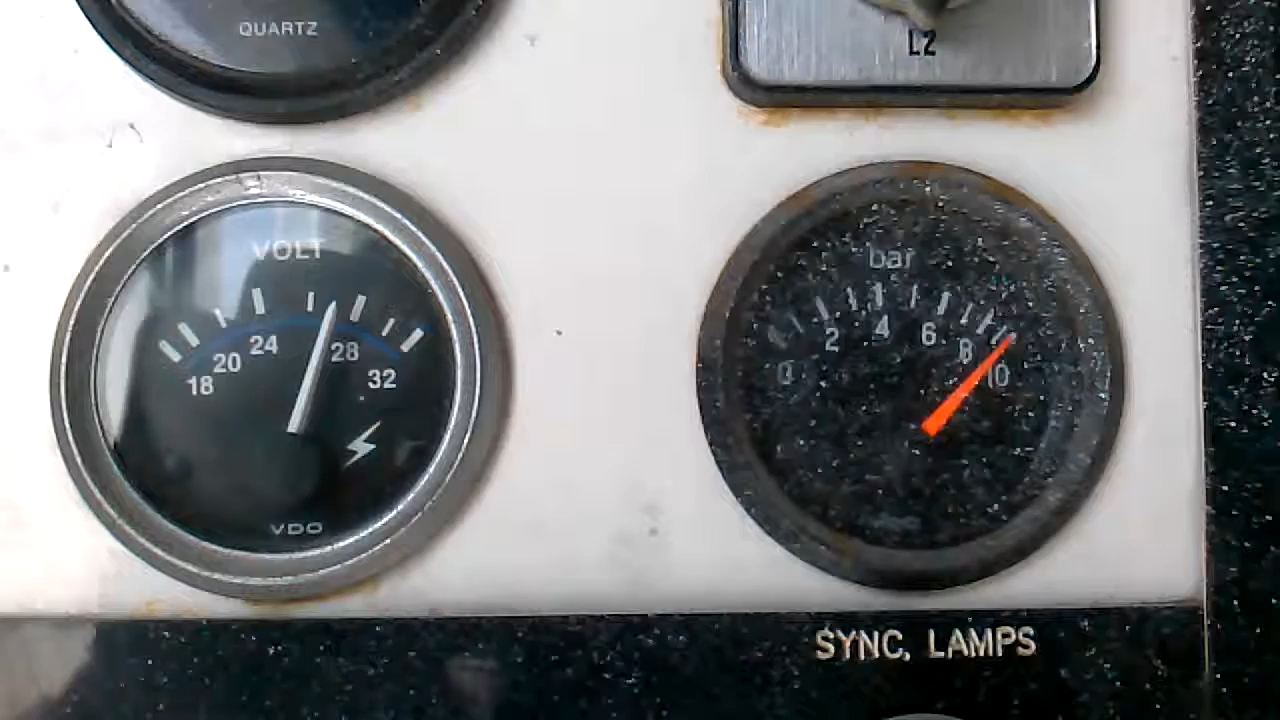 QUARTZ
L2
VOLT
18 20 24 28 32
VDO
bar
0 2 4 6 8 10
SYNC. LAMPS